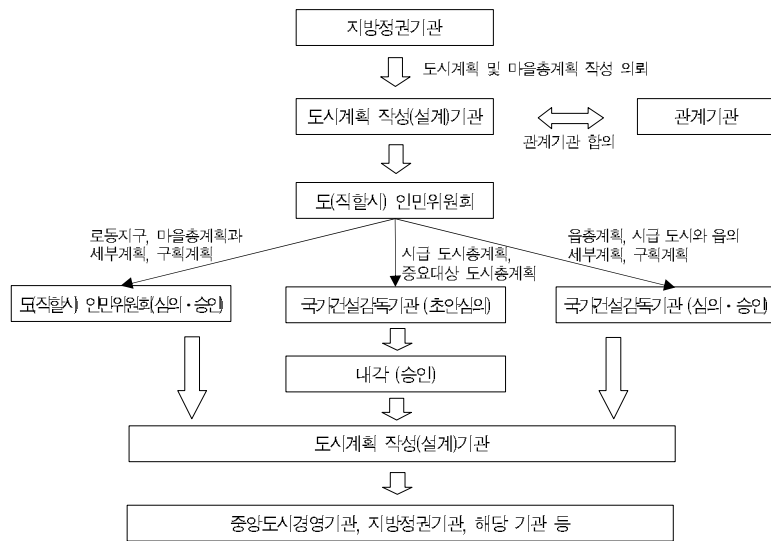 지방정권기관
도시계획 및 마을총계획 작성 의뢰
도시계획 작성(설계)기관
관계기관
관계기관 합의
도(직할시) 인민위원회
로동지구, 마을총계획과
세부계획, 구획계획
시급 도시총계획,
중요대상 도시총계획
읍총계획, 시급 도시와 읍의
세부계획, 구획계획
도(직할시) 인민위원회(심의·승인)
국가건설감독기관 (초안심의)
국가건설감독기관 (심의·승인)
내각 (승인)
도시계획 작성(설계)기관
중앙도시경영기관, 지방정권기관, 해당 기관 등